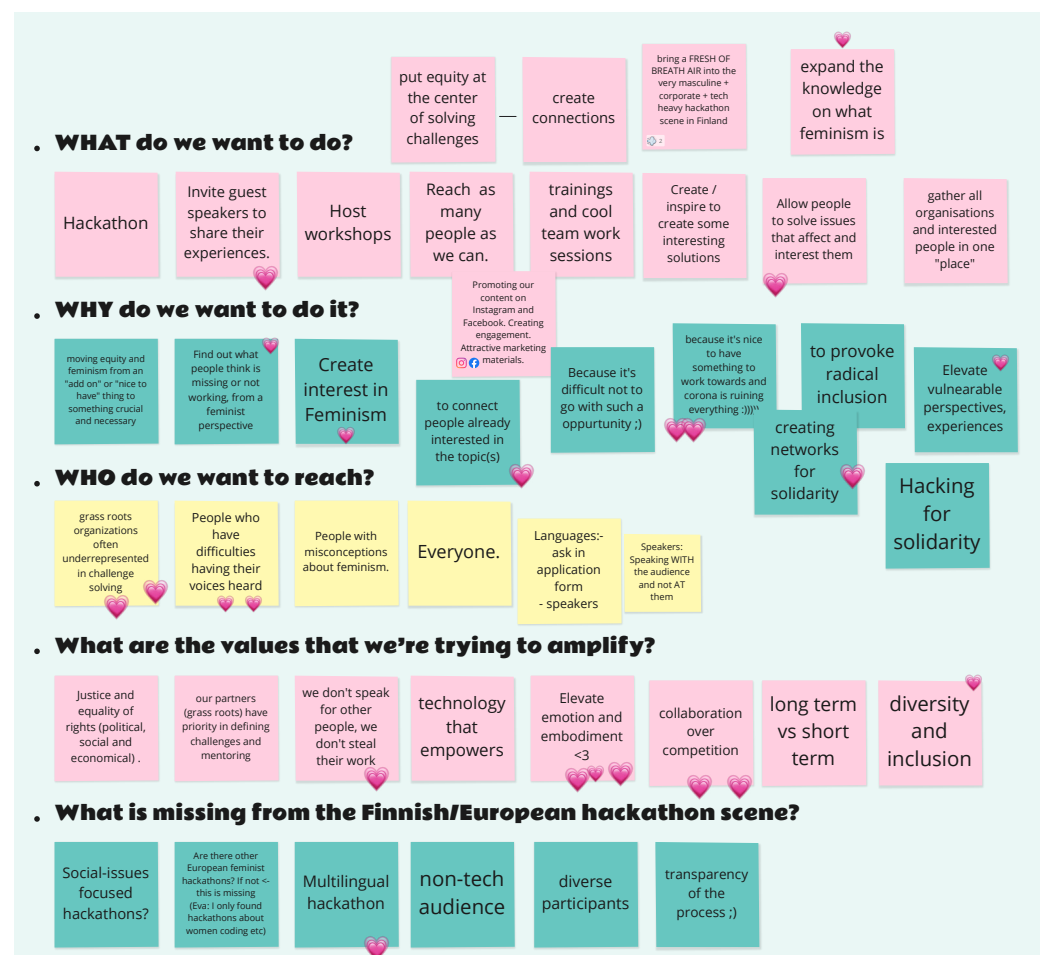 put equity at
the center
of solving
challenges
create
connections
bring a FRESH OF
BREATH AIR into the
very masculine +
corporate + tech
heavy hackathon
scene in Finland
2
expand the
knowledge
on what
feminism is
• WHAT do we want to do?
Hackathon
Invite guest
speakers to
share their
experiences.
Host
workshops
Reach as
many
people as
we can.
trainings
and cool
team work
sessions
Create /
inspire to
create some
interesting
solutions
Allow people
to solve issues
that affect and
interest them
gather all
organisations
and interested
people in one
"place"
Promoting our
content on
Instagram and
Facebook. Creating
engagement.
Attractive marketing
materials.
• WHY do we want to do it?
moving equity and
feminism from an
"add on" or "nice to
have" thing to
something crucial
and necessary
Find out what
people think is
missing or not
working, from a
feminist
perspective
Create
interest in
Feminism
to connect
people already
interested in
the topic(s)
Because it's
difficult not to
go with such a
oppurtunity ;)
because it's nice
to have
something to
work towards and
corona is ruining
everything :)))^^
to provoke
radical
inclusion
creating
networks
for
solidarity
Elevate
vulnearable
perspectives,
experiences
Hacking
for
solidarity
• WHO do we want to reach?
grass roots
organizations
often
underrepresented
in challenge
solving
People who
have
difficulties
having their
voices heard
People with
misconceptions
about feminism.
Everyone.
Languages:-
ask in
application
form
- speakers
Speakers:
Speaking WITH
the audience
and not AT
them
• What are the values that we're trying to amplify?
Justice and
equality of
rights (political,
social and
economical) .
our partners
(grass roots) have
priority in defining
challenges and
mentoring
we don't speak
for other
people, we
don't steal
their work
technology
that
empowers
Elevate
emotion and
embodiment
<3
collaboration
over
competition
long term
vs short
term
diversity
and
inclusion
• What is missing from the Finnish/European hackathon scene?
Social-issues
focused
hackathons?
Are there other
European feminist
hackathons? If not <-
this is missing
(Eva: I only found
hackathons about
women coding etc)
Multilingual
hackathon
non-tech
audience
diverse
participants
transparency
of the
process ;)